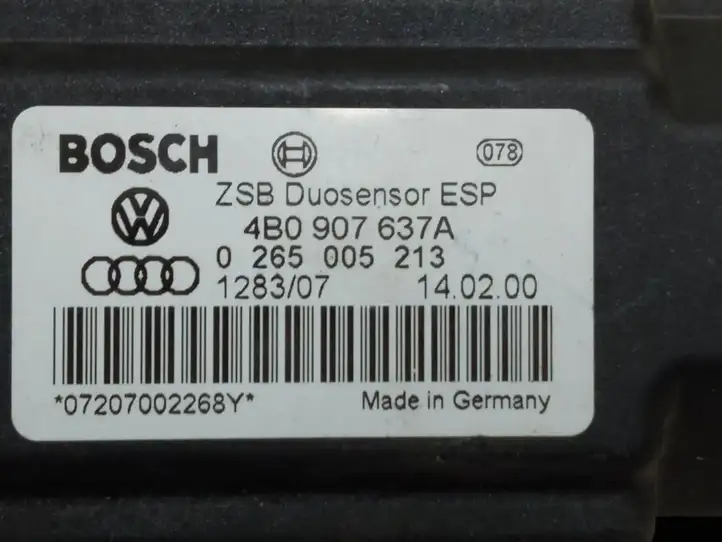 BOSCH 078
ZSB Duosensor ESP
4B0 907 637A
0 265 005 213
1283/07 14.02.00
*07207002268Y* Made in Germany